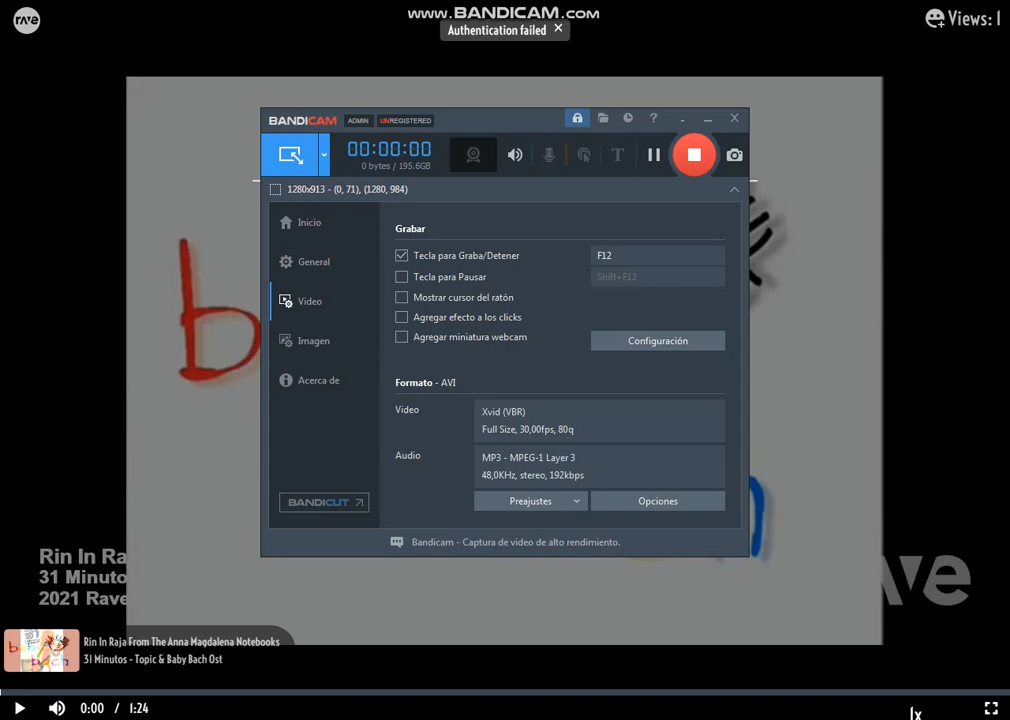 rave
www.BANDICAM.com
Authentication failed
Views: 1
BANDICAM ADMIN UNREGISTERED
00:00:00
0 bytes / 195.6GB
1280x913 - (0, 71), (1280, 984)
Inicio
General
Video
Imagen
Acerca de
BANDICUT
Grabar
Tecla para Graba/Detener F12
Tecla para Pausar Shift+F12
Mostrar cursor del ratón
Agregar efecto a los clicks
Agregar miniatura webcam
Configuración
Formato - AVI
Video
Xvid (VBR)
Full Size, 30,00fps, 80q
Audio
MP3 - MPEG-1 Layer 3
48,0KHz, stereo, 192kbps
Preajustes Opciones
Bandicam - Captura de video de alto rendimiento.
b
Rin In Ra
31 Minutos
2021 Rave
Rin In Raja From The Anna Magdalena Notebooks
31 Minutos - Topic & Baby Bach Ost
0:00 / 1:24
1x